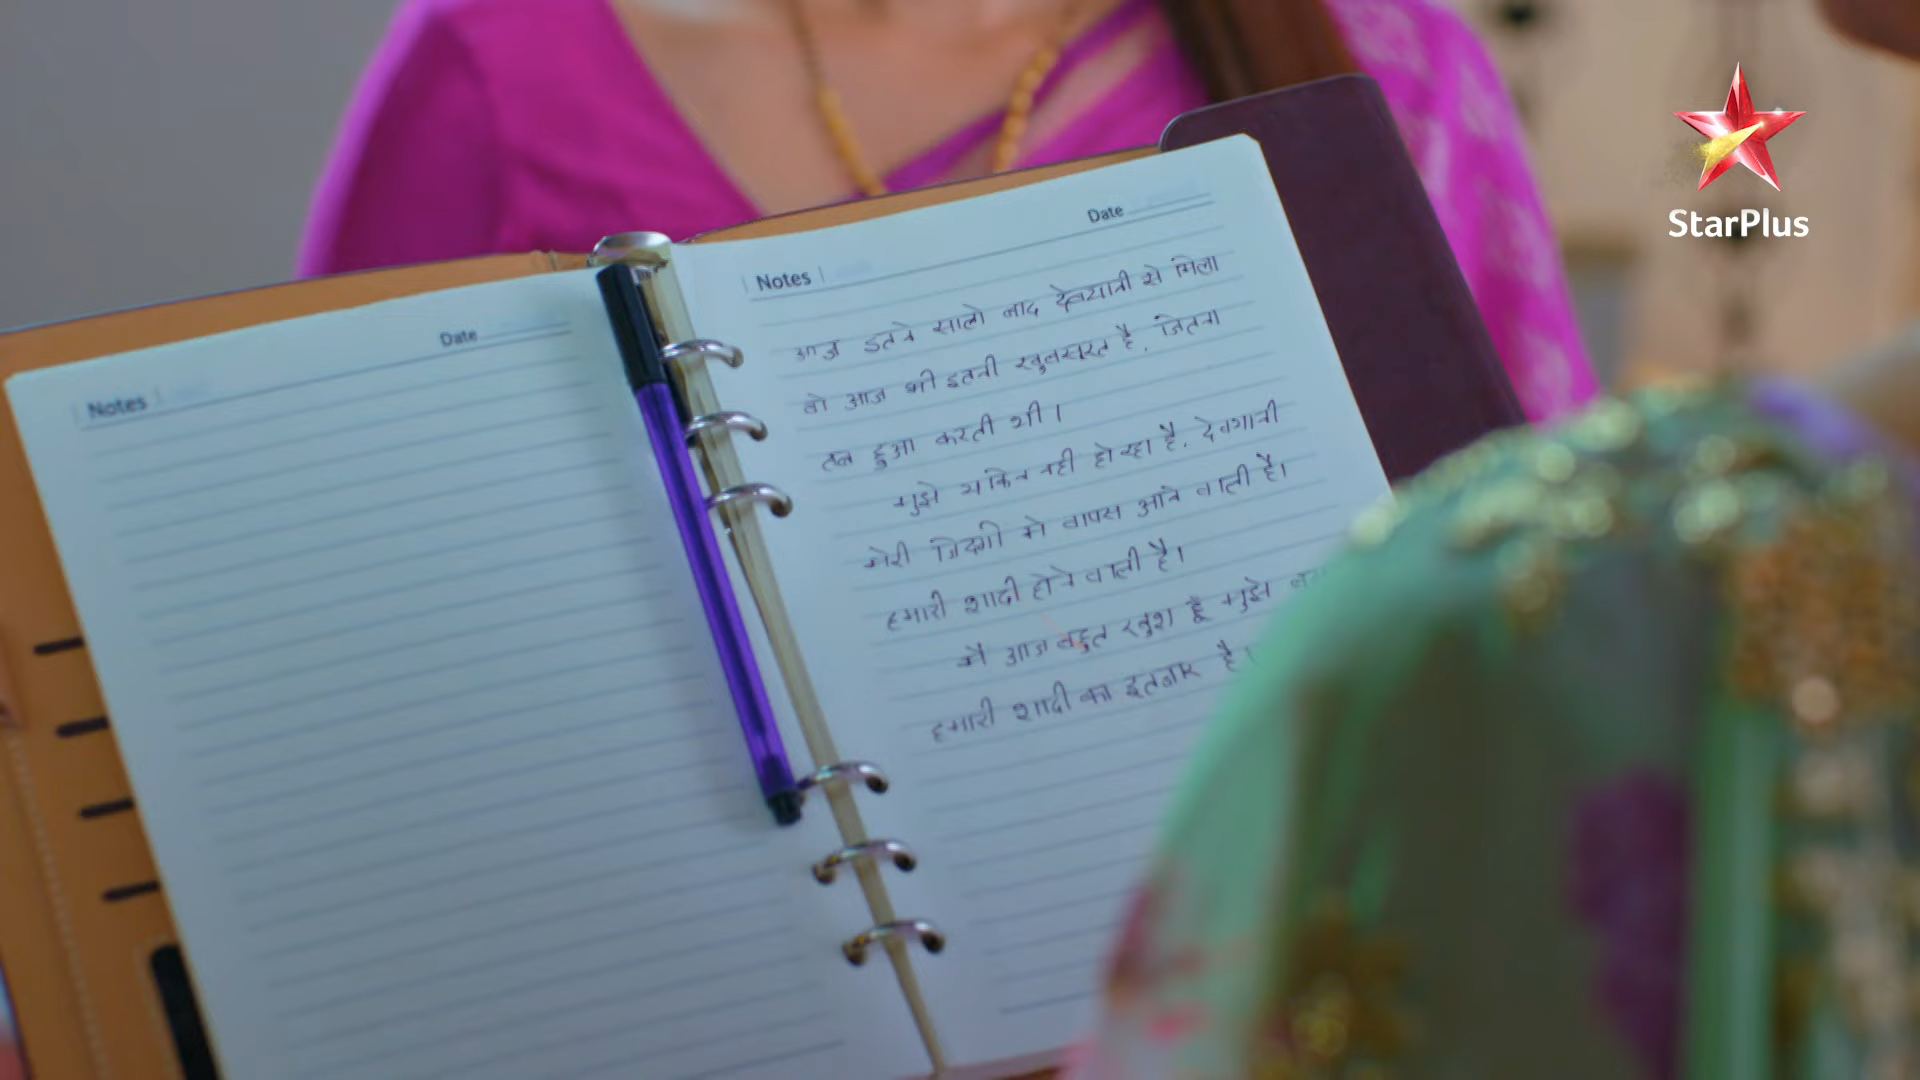 StarPlus
Date
Notes
Date
Notes
आज इतने सालो बाद देवयात्री से मिला
वो आज भी इतनी खुबसुरत है, जितना
तब हुआ करती थी।
मुझे यकिन नही हो रहा है, देवयात्री
मेरी जिंदगी मे वापस आने वाली है।
हमारी शादी होने वाली है।
मै आज बहुत खुश हूँ मुझे
हमारी शादी का इतजार है।